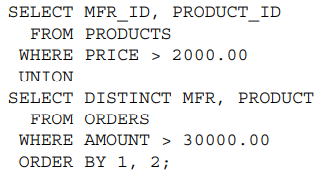 SELECT MFR_ID, PRODUCT_ID
FROM PRODUCTS
WHERE PRICE > 2000.00
UNION
SELECT DISTINCT MFR, PRODUCT
FROM ORDERS
WHERE AMOUNT > 30000.00
ORDER BY 1, 2;